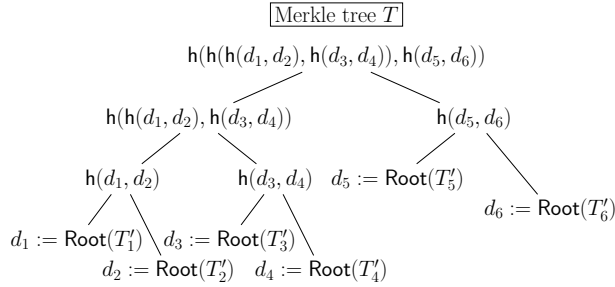 Merkle tree T
h(h(h(d₁, d₂), h(d₃, d₄)), h(d₅, d₆))
h(h(d₁, d₂), h(d₃, d₄)) h(d₅, d₆)
h(d₁, d₂) h(d₃, d₄) d₅ := Root(T′₅)
d₆ := Root(T′₆)
d₁ := Root(T′₁) d₃ := Root(T′₃)
d₂ := Root(T′₂) d₄ := Root(T′₄)